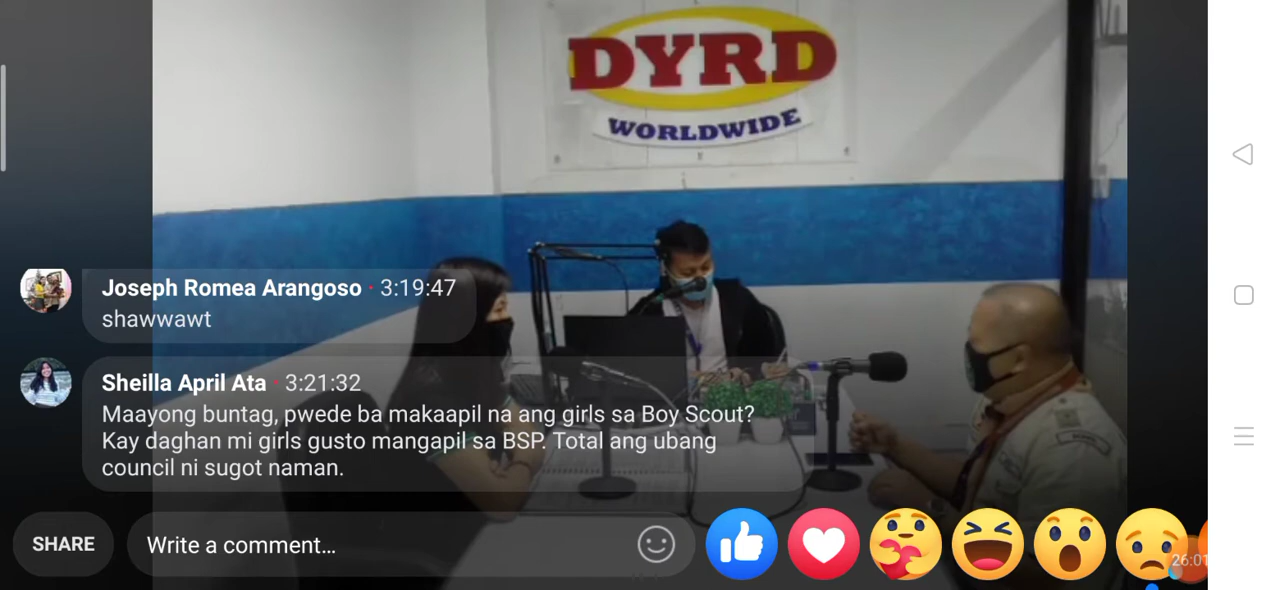 DYRD
WORLDWIDE
Joseph Romea Arangoso · 3:19:47
shawwawt
Sheilla April Ata · 3:21:32
Maayong buntag, pwede ba makaapil na ang girls sa Boy Scout?
Kay daghan mi girls gusto mangapil sa BSP. Total ang ubang
council ni sugot naman.
SHARE
Write a comment...
26:01